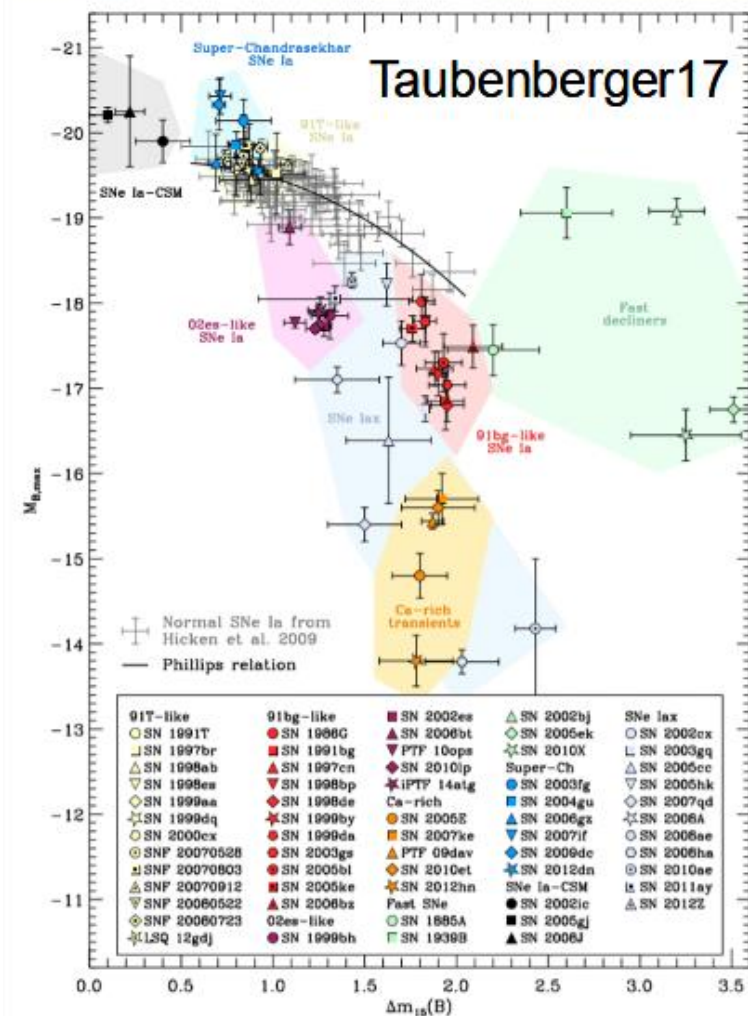 Taubenberger17
-21
-20
-19
-18
-17
-16
-15
-14
-13
-12
-11
M_B,max
Super-Chandrasekhar
SNe Ia
91T-like
SNe Ia
SNe Ia-CSM
02es-like
SNe Ia
SNe Iax
91bg-like
SNe Ia
Fast
decliners
Ca-rich
transients
Normal SNe Ia from
Hicken et al. 2009
Phillips relation
91T-like
SN 1991T
SN 1997br
SN 1998ab
SN 1998es
SN 1999aa
SN 1999dq
SN 2000cx
SNF 20070528
SNF 20070803
SNF 20070912
SNF 20080522
SNF 20080723
LSQ 12gdj
91bg-like
SN 1986G
SN 1991bg
SN 1997cn
SN 1998bp
SN 1998de
SN 1999by
SN 1999da
SN 2003gs
SN 2005bl
SN 2005ke
SN 2006bz
02es-like
SN 1999bh
SN 2002es
SN 2006bt
PTF 10ops
SN 2010lp
iPTF 14atg
Ca-rich
SN 2005E
SN 2007ke
PTF 09dav
SN 2010et
SN 2012hn
Fast SNe
SN 1885A
SN 1939B
SN 2002bj
SN 2005ek
SN 2010X
Super-Ch
SN 2003fg
SN 2004gu
SN 2006gz
SN 2007if
SN 2009dc
SN 2012dn
SNe Ia-CSM
SN 2002ic
SN 2005gj
SN 2008J
SNe Iax
SN 2002cx
SN 2003gq
SN 2005cc
SN 2005hk
SN 2007qd
SN 2008A
SN 2008ae
SN 2008ha
SN 2010ae
SN 2011ay
SN 2012Z
0.0 0.5 1.0 1.5 2.0 2.5 3.0 3.5
Δm₁₅(B)